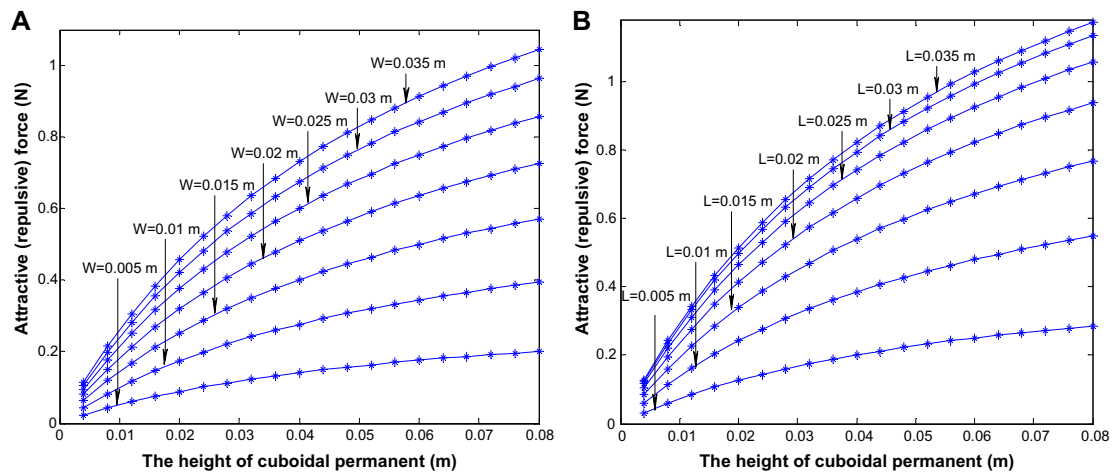 A
Attractive (repulsive) force (N)
1
0.8
0.6
0.4
0.2
0
0
0.01
0.02
0.03
0.04
0.05
0.06
0.07
0.08
The height of cuboidal permanent (m)
W=0.035 m
W=0.03 m
W=0.025 m
W=0.02 m
W=0.015 m
W=0.01 m
W=0.005 m
B
Attractive (repulsive) force (N)
1
0.8
0.6
0.4
0.2
0
0
0.01
0.02
0.03
0.04
0.05
0.06
0.07
0.08
The height of cuboidal permanent (m)
L=0.035 m
L=0.03 m
L=0.025 m
L=0.02 m
L=0.015 m
L=0.01 m
L=0.005 m